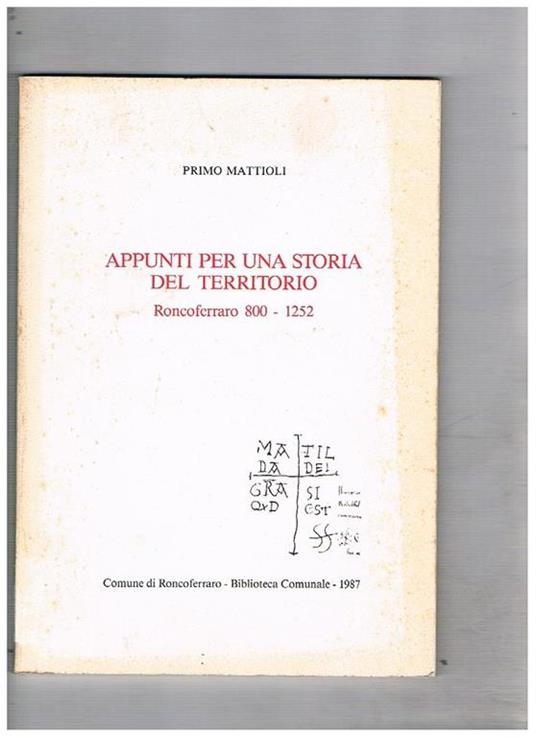 PRIMO MATTIOLI
APPUNTI PER UNA STORIA
DEL TERRITORIO
Roncoferraro 800 - 1252
MA TIL
DA DEI
GRA SI
QVD EST
Comune di Roncoferraro - Biblioteca Comunale - 1987